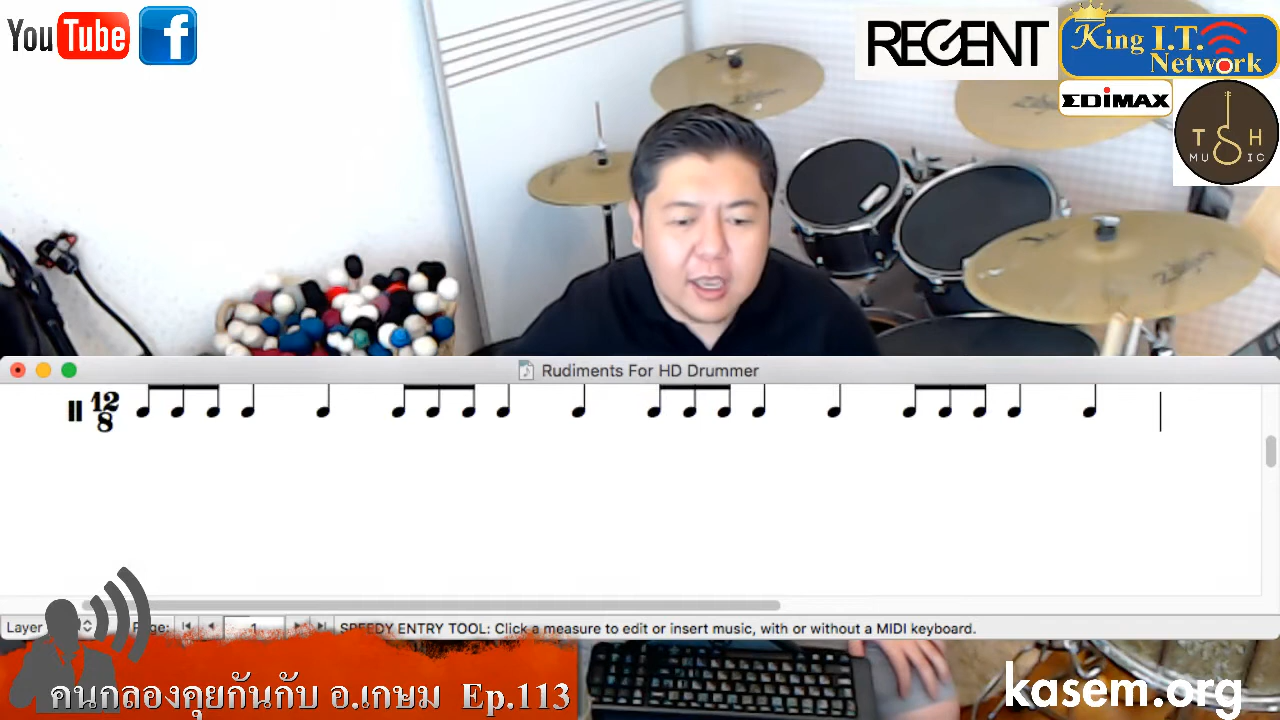 You Tube
f
REGENT
King I.T.
Network
EDIMAX
T S H
MUSIC
Rudiments For HD Drummer
12
8
Layer
Page:
1
SPEEDY ENTRY TOOL: Click a measure to edit or insert music, with or without a MIDI keyboard.
คนกลองคุยกันกับ อ.เกษม Ep.113
kasem.org